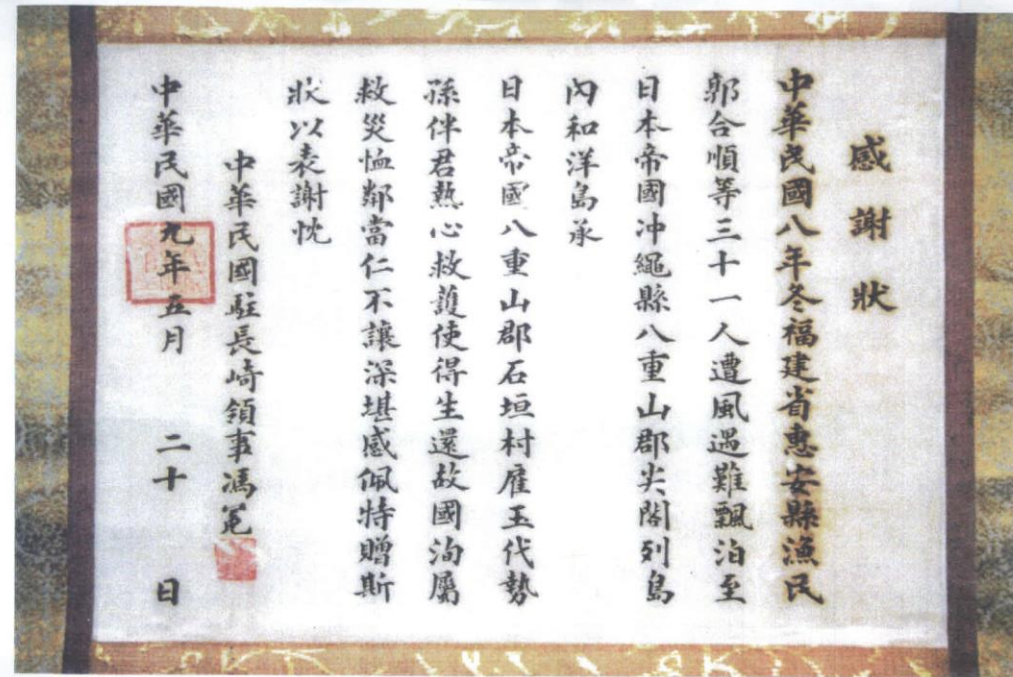 感謝狀
中華民國八年冬福建省惠安縣漁民
郭合順等三十一人遭風遇難飄泊至
日本帝國沖繩縣八重山郡尖閣列島
內和洋島承
日本帝國八重山郡石垣村雇玉代勢
孫伴君熱心救護使得生還故國洵屬
救災恤鄰當仁不讓深堪感佩特贈斯
狀以表謝忱
中華民國駐長崎領事馮冕
中華民國九年五月二十日